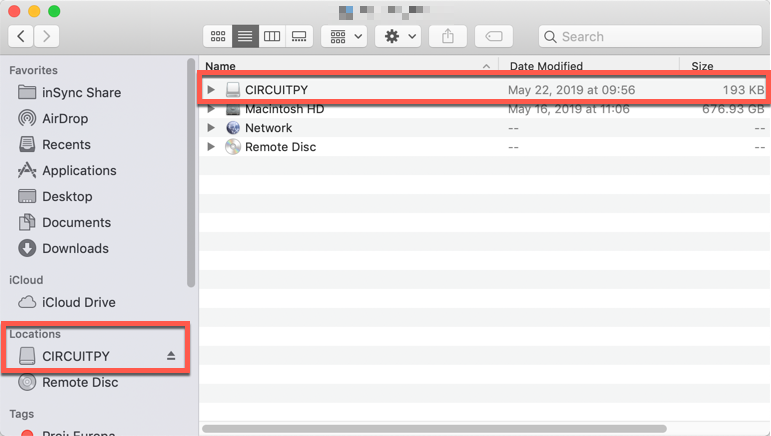 Search
Favorites
inSync Share
AirDrop
Recents
Applications
Desktop
Documents
Downloads
iCloud
iCloud Drive
Locations
CIRCUITPY
Remote Disc
Tags
Proj: Europa
Name Date Modified Size
CIRCUITPY May 22, 2019 at 09:56 193 KB
Macintosh HD May 16, 2019 at 11:06 676.93 GB
Network -- --
Remote Disc -- --